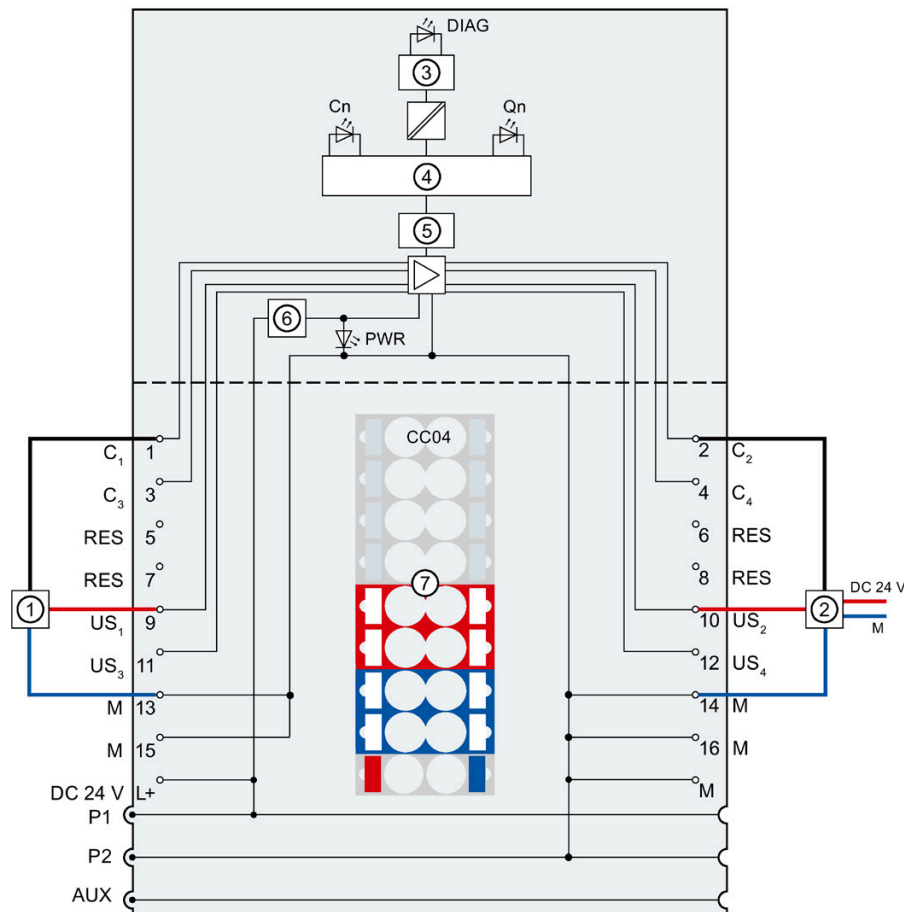 DIAG
③
Cn
Qn
④
⑤
⑥
PWR
CC04
C₁ 1
2 C₂
C₃ 3
4 C₄
RES 5
6 RES
RES 7
8 RES
⑦
DC 24 V
①
②
M
US₁ 9
10 US₂
US₃ 11
12 US₄
M 13
14 M
M 15
16 M
DC 24 V L+
M
P1
P2
AUX